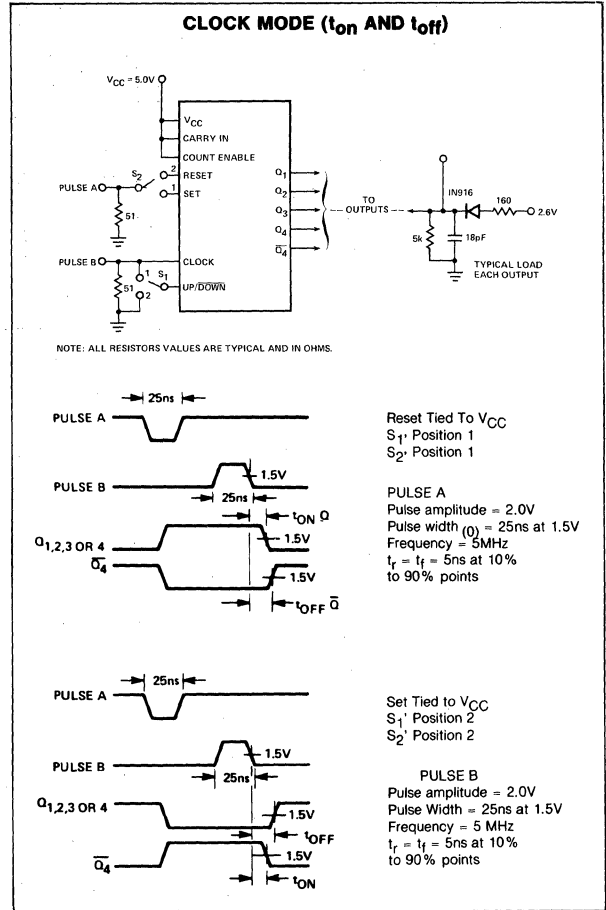 CLOCK MODE (ton AND toff)
VCC = 5.0V
VCC
CARRY IN
COUNT ENABLE
S2
2
RESET
PULSE A
1
SET
51
PULSE B
CLOCK
51
1
S1
2
UP/DOWN
Q1
Q2
Q3
Q4
Q4
TO
OUTPUTS
IN916
160
2.6V
5k
18pF
TYPICAL LOAD
EACH OUTPUT
NOTE: ALL RESISTORS VALUES ARE TYPICAL AND IN OHMS.
25ns
PULSE A
1.5V
PULSE B
25ns
tON Q
1.5V
Q1,2,3 OR 4
Q4
1.5V
tOFF Q
Reset Tied To VCC
S1, Position 1
S2, Position 1
PULSE A
Pulse amplitude = 2.0V
Pulse width (0) = 25ns at 1.5V
Frequency = 5MHz
tr = tf = 5ns at 10%
to 90% points
25ns
PULSE A
1.5V
PULSE B
25ns
Q1,2,3 OR 4
1.5V
tOFF
1.5V
Q4
tON
Set Tied to VCC
S1' Position 2
S2' Position 2
PULSE B
Pulse amplitude = 2.0V
Pulse Width = 25ns at 1.5V
Frequency = 5 MHz
tr = tf = 5ns at 10%
to 90% points